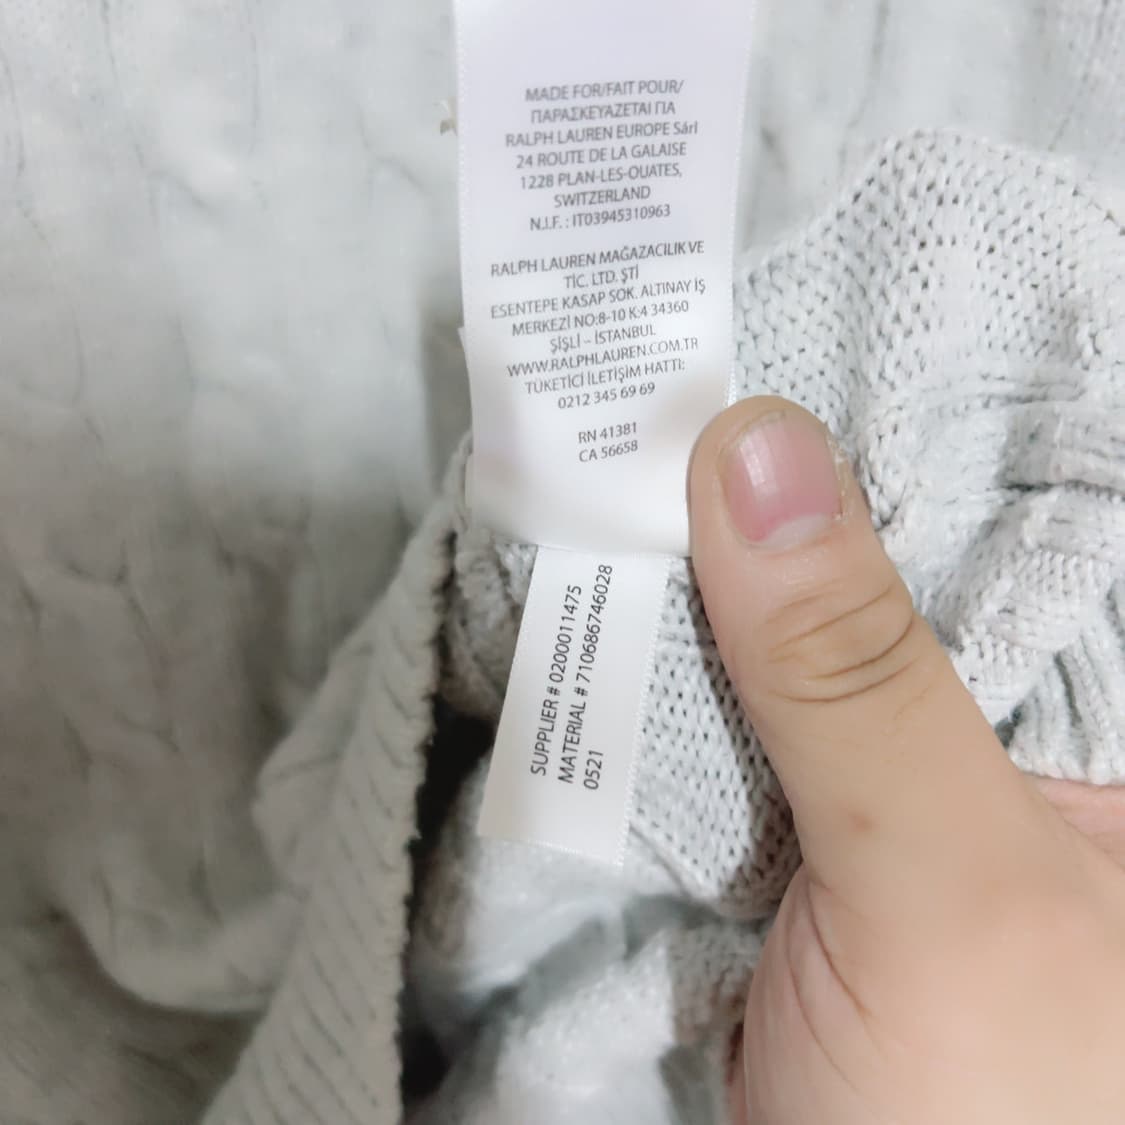 MADE FOR/FAIT POUR/
ΠΑΡΑΣΚΕΥΑΖΕΤΑΙ ΓΙΑ
RALPH LAUREN EUROPE Sárl
24 ROUTE DE LA GALAISE
1228 PLAN-LES-OUATES,
SWITZERLAND
N.I.F. : IT03945310963
RALPH LAUREN MAĞAZACILIK VE
TİC. LTD. ŞTİ
ESENTEPE KASAP SOK. ALTINAY İŞ
MERKEZİ NO:8-10 K:4 34360
ŞİŞLİ – İSTANBUL
WWW.RALPHLAUREN.COM.TR
TÜKETİCİ İLETİŞİM HATTI:
0212 345 69 69
RN 41381
CA 56658
SUPPLIER # 0200011475
MATERIAL # 710686746028
0521